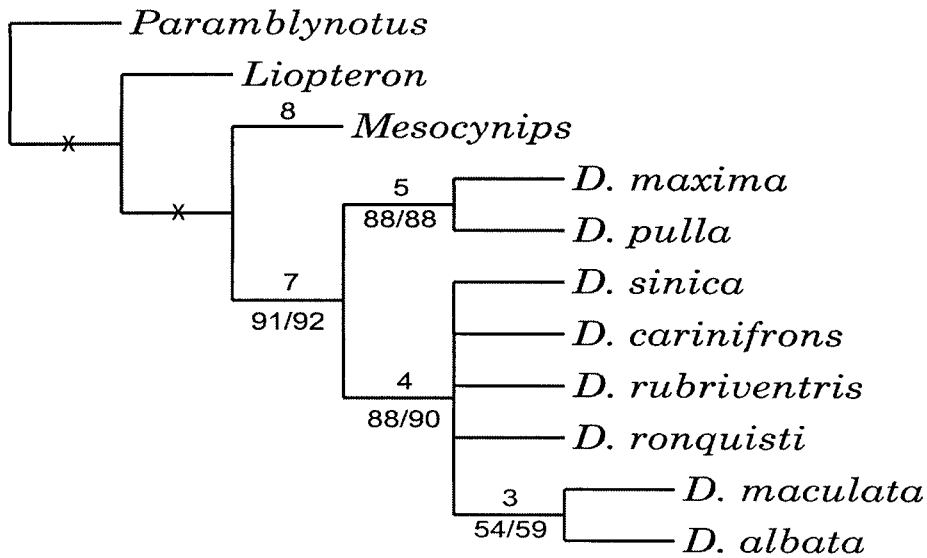 Paramblynotus
Liopteron
8
Mesocynips
5
D. maxima
88/88
D. pulla
7
D. sinica
91/92
D. carinifrons
4
D. rubriventris
88/90
D. ronquisti
3
D. maculata
54/59
D. albata